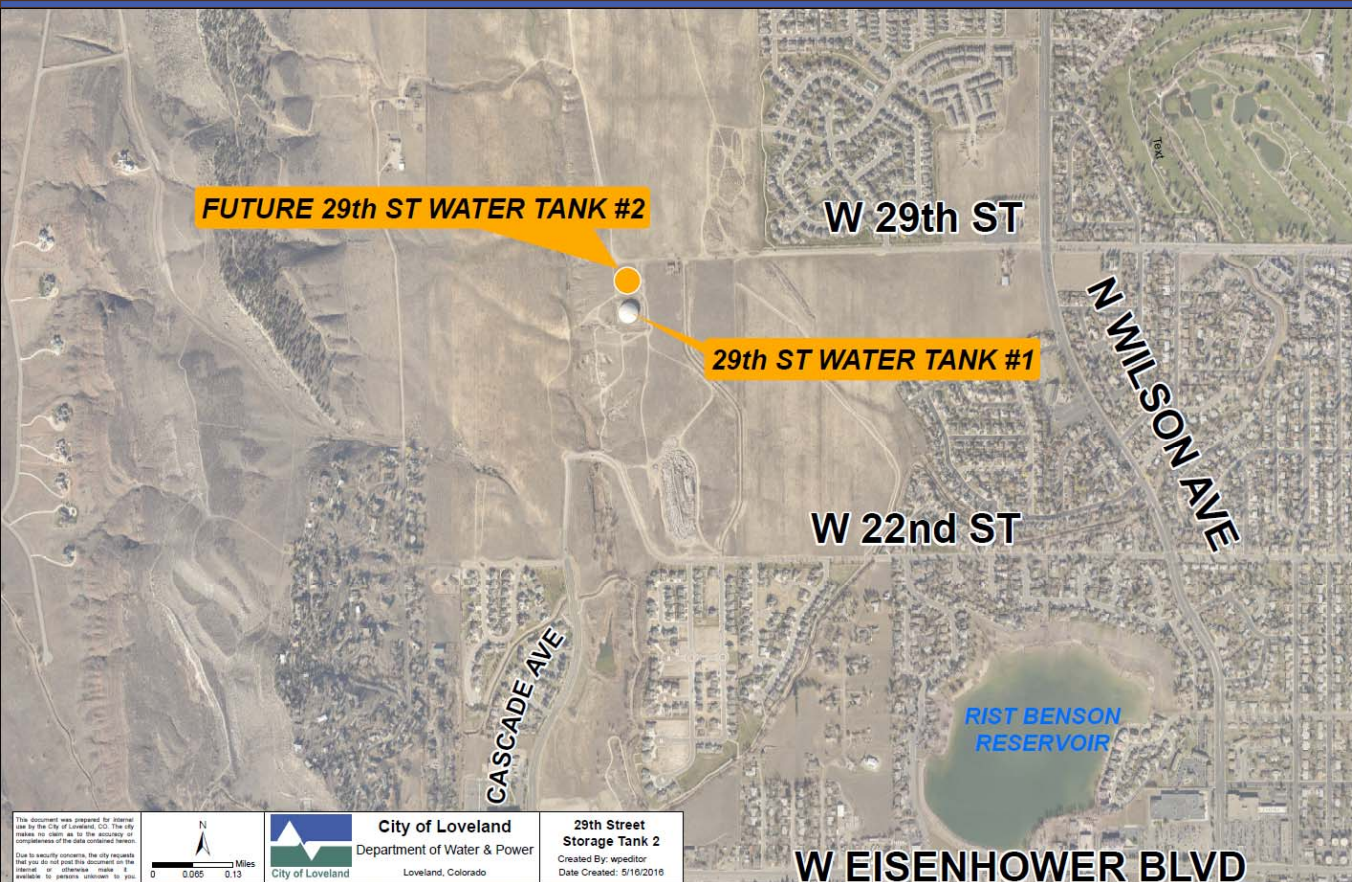 FUTURE 29th ST WATER TANK #2
W 29th ST
Text
N WILSON AVE
29th ST WATER TANK #1
W 22nd ST
CASCADE AVE
RIST BENSON
RESERVOIR
W EISENHOWER BLVD
This document was prepared for internal
use by the City of Loveland, CO. The city
makes no claim as to the accuracy or
completeness of the data contained hereon.
Due to security concerns, the city requests
that you do not post this document on the
internet or otherwise make it
available to persons unknown to you.
N
Miles
0 0.065 0.13
City of Loveland
City of Loveland
Department of Water & Power
Loveland, Colorado
29th Street
Storage Tank 2
Created By: wpeditor
Date Created: 5/16/2016